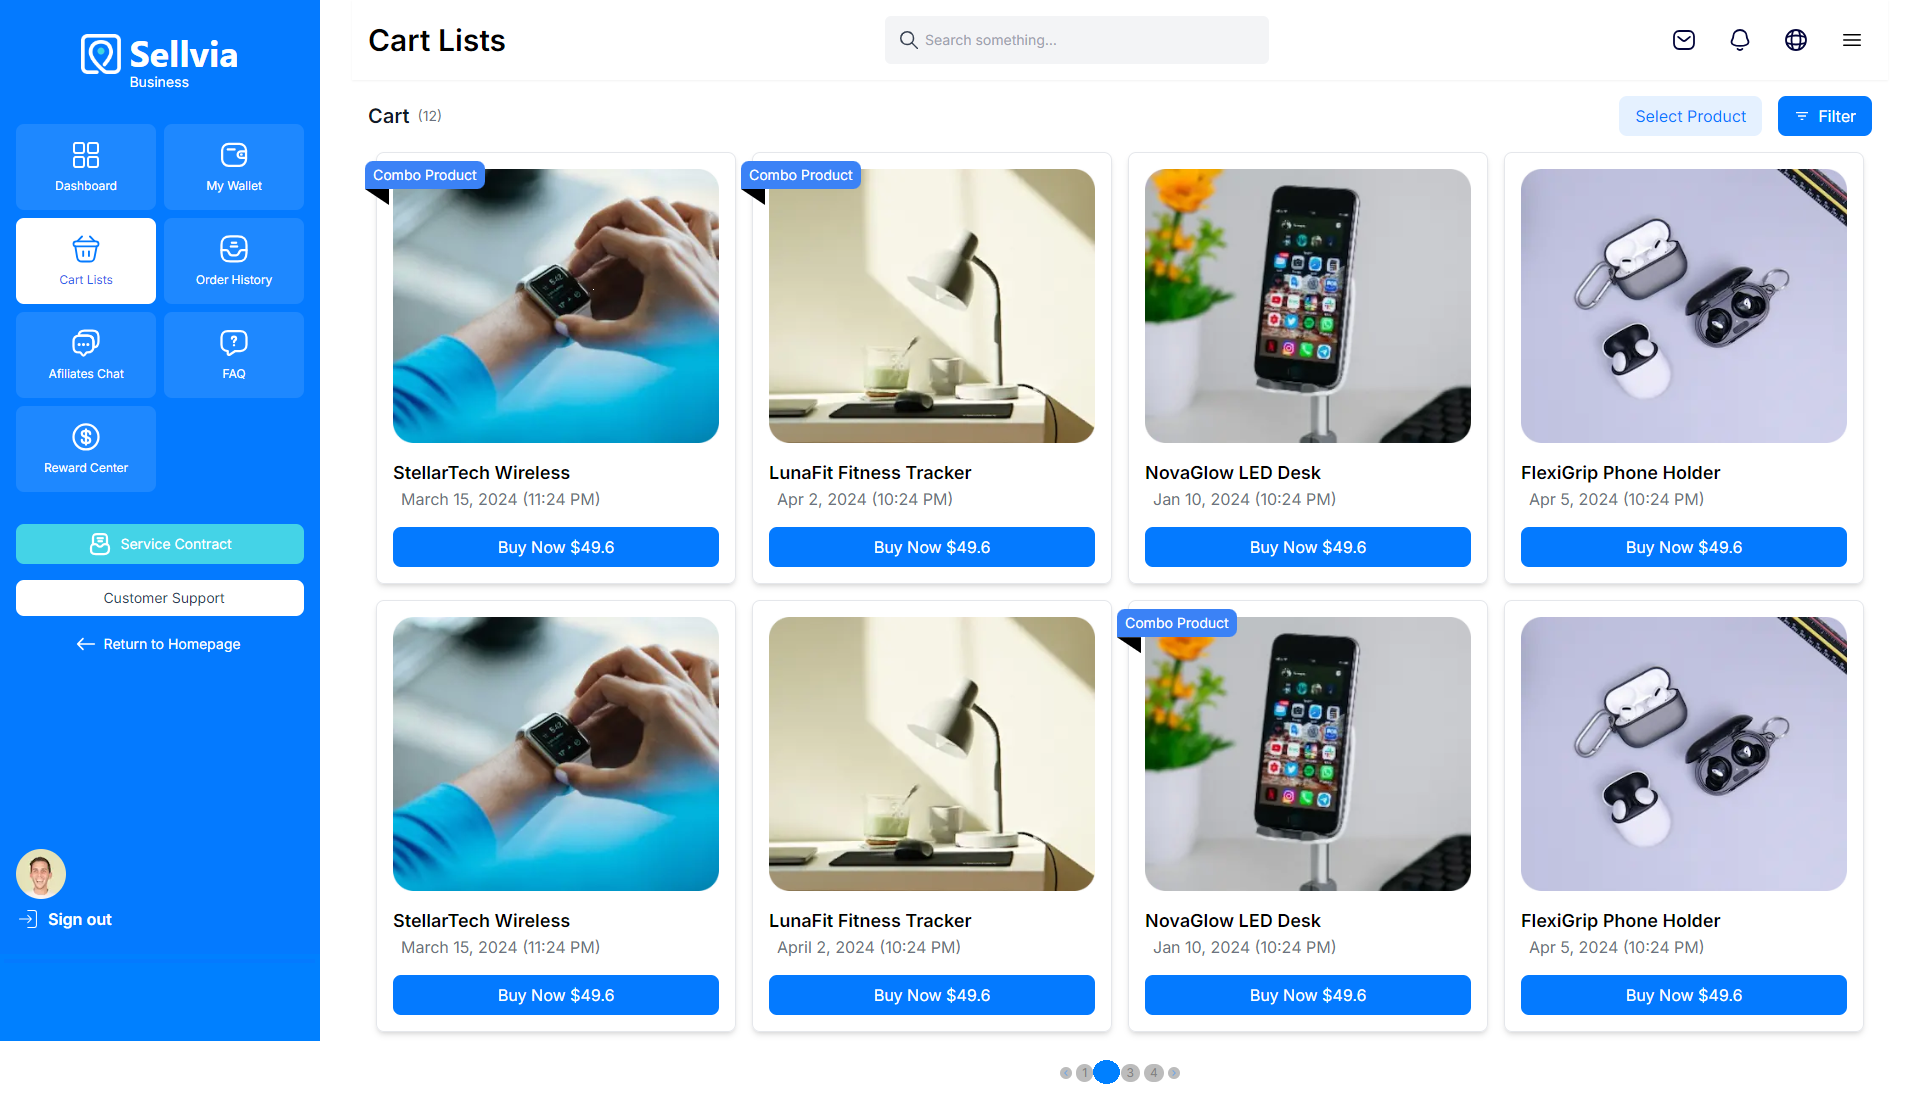 Sellvia
Business
Dashboard
My Wallet
Cart Lists
Order History
Afiliates Chat
FAQ
Reward Center
Service Contract
Customer Support
Return to Homepage
Sign out
Cart Lists
Search something...
Cart (12)
Select Product
Filter
Combo Product
StellarTech Wireless
March 15, 2024 (11:24 PM)
Buy Now $49.6
Combo Product
LunaFit Fitness Tracker
Apr 2, 2024 (10:24 PM)
Buy Now $49.6
NovaGlow LED Desk
Jan 10, 2024 (10:24 PM)
Buy Now $49.6
FlexiGrip Phone Holder
Apr 5, 2024 (10:24 PM)
Buy Now $49.6
StellarTech Wireless
March 15, 2024 (11:24 PM)
Buy Now $49.6
LunaFit Fitness Tracker
April 2, 2024 (10:24 PM)
Buy Now $49.6
Combo Product
NovaGlow LED Desk
Jan 10, 2024 (10:24 PM)
Buy Now $49.6
FlexiGrip Phone Holder
Apr 5, 2024 (10:24 PM)
Buy Now $49.6
1 3 4